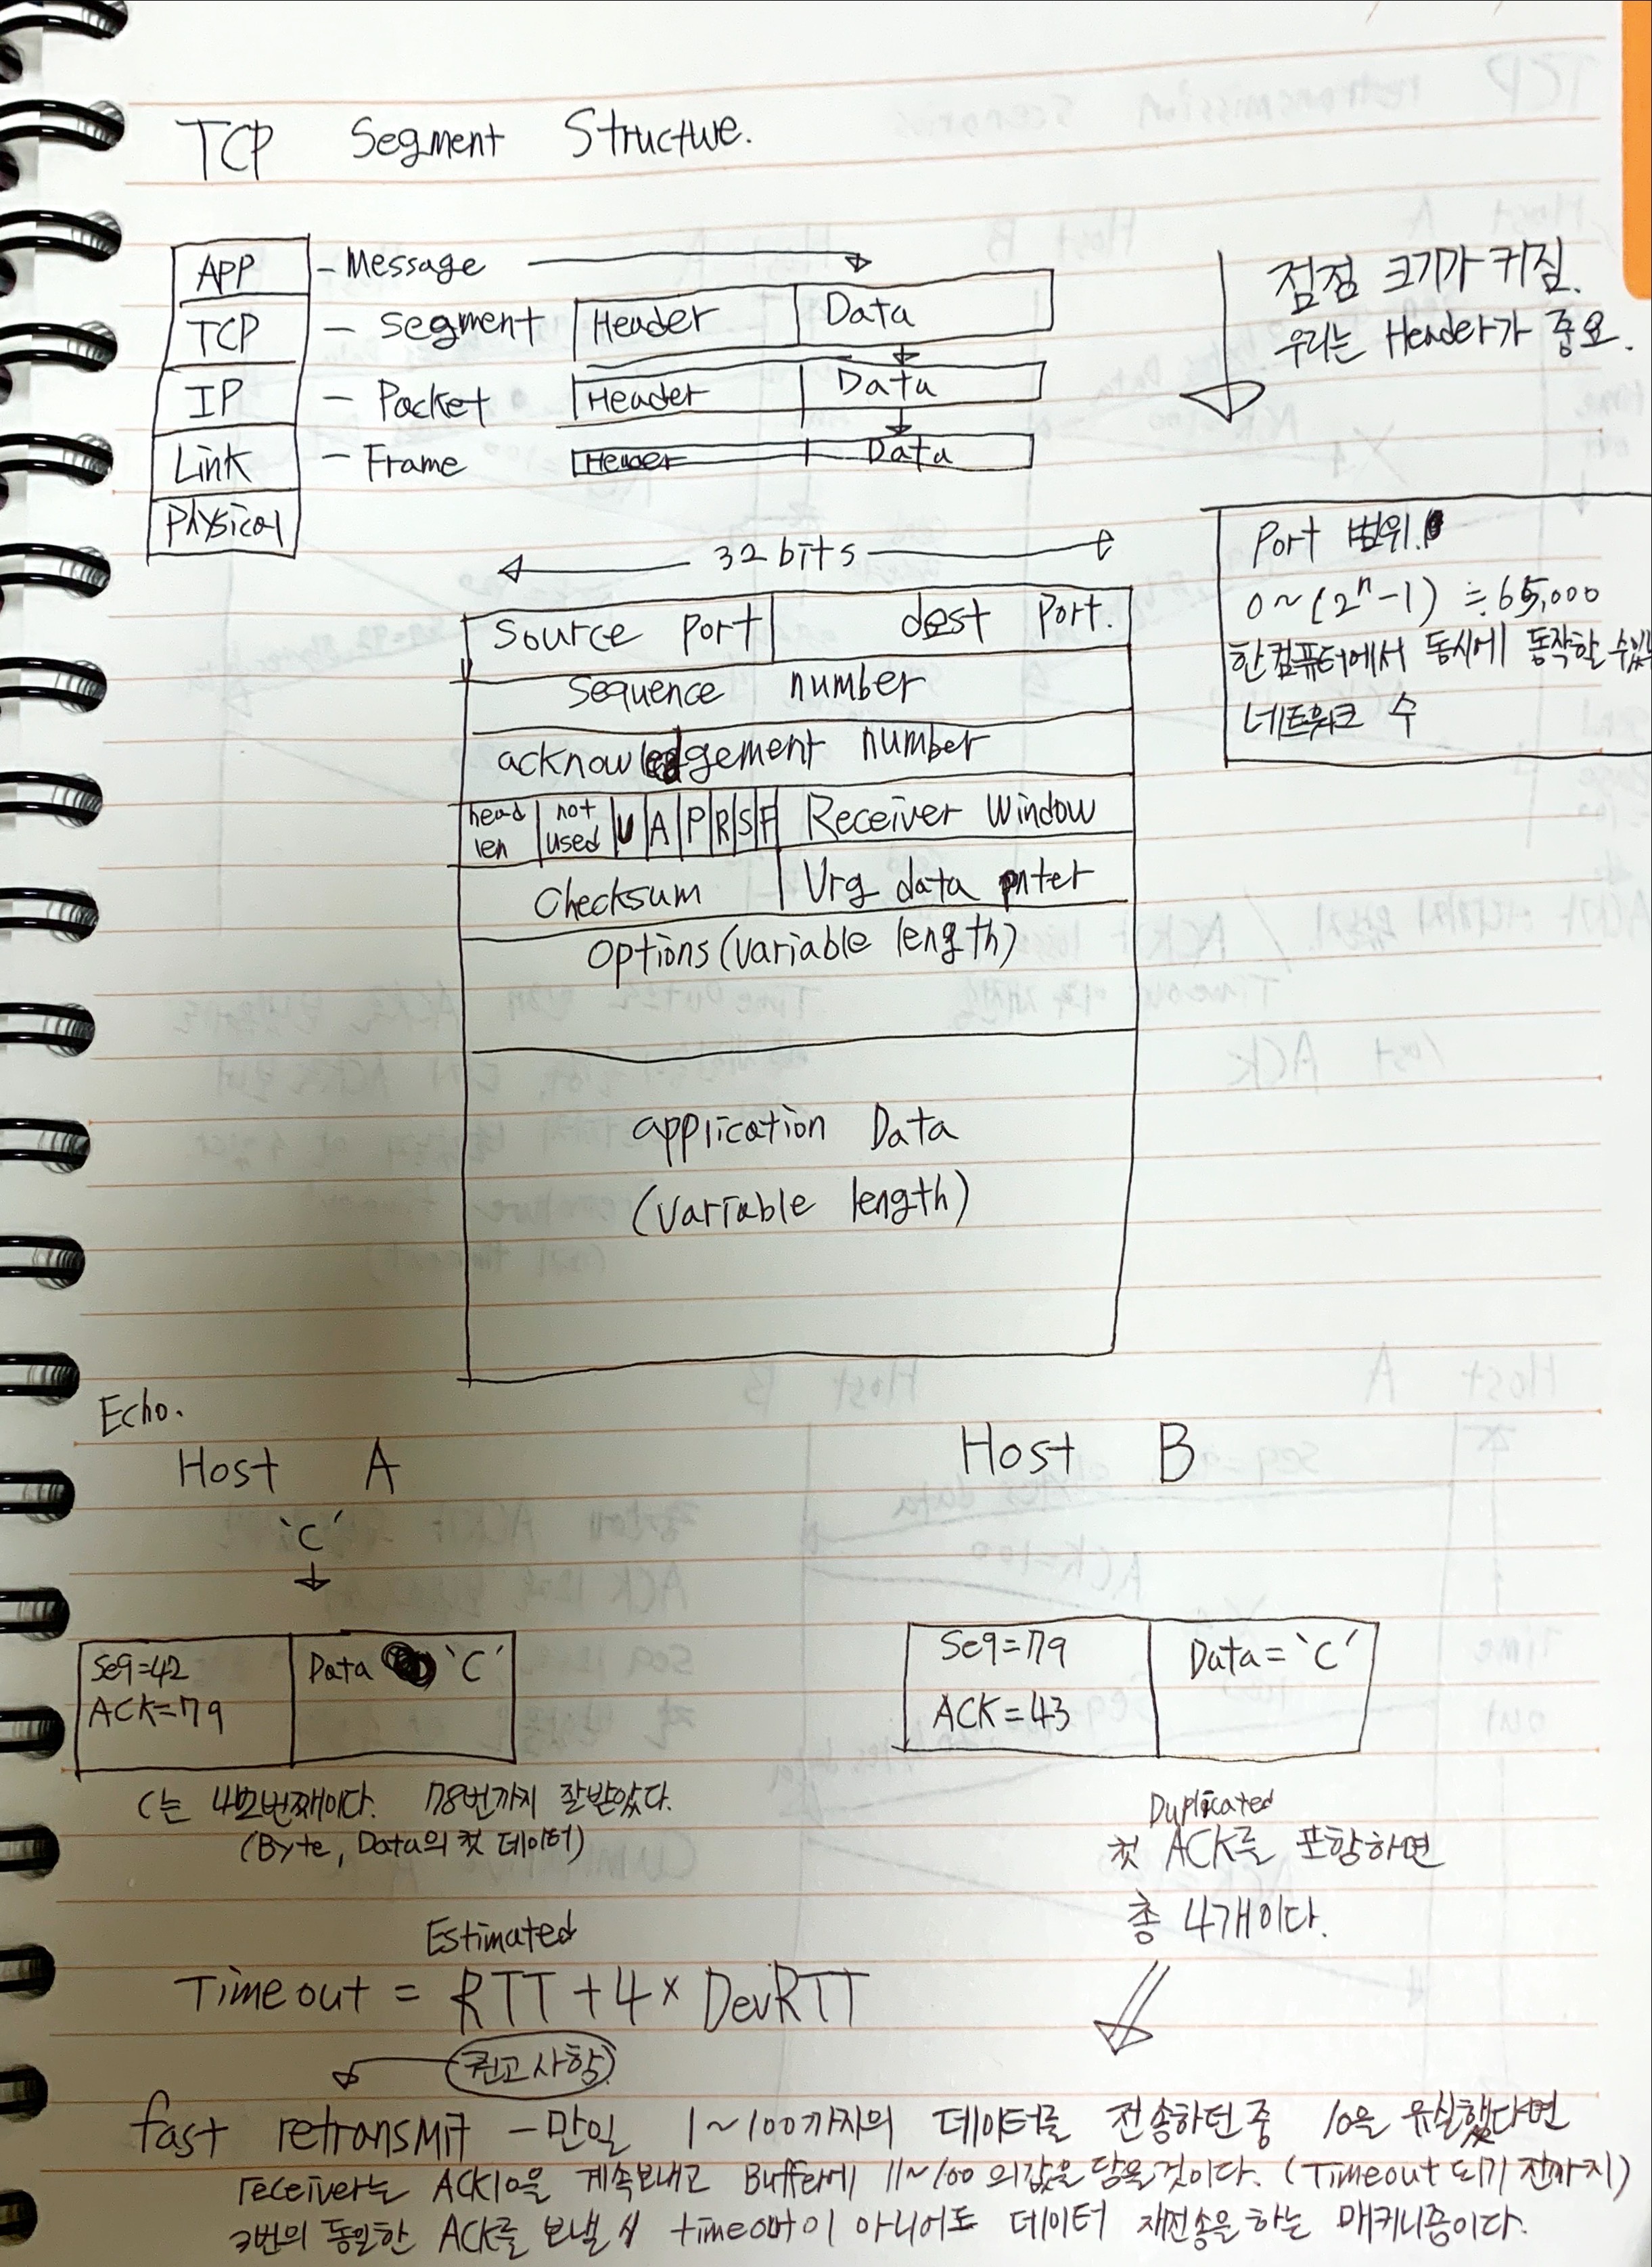 TCP Segment Structure.
APP - Message
점점 크기가 커짐.
우리는 Header가 중요.
TCP - Segment Header Data
IP - Packet Header Data
Link - Frame Header Data
Physical
32 bits
Port 범위.
0~(2ⁿ-1) ≒ 65,000
한 컴퓨터에서 동시에 동작할 수있
네트워크 수
Source Port dest Port.
Sequence number
acknowledgement number
head len not used U A P R S F Receiver Window
Checksum Urg data pnter
Options (variable length)
application Data
(variable length)
Echo.
Host A Host B
'C'
Seq=42 Data 'C'
ACK=79
Seq=79 Data='C'
ACK=43
C는 42번째이다. 78번까지 잘받았다.
(Byte, Data의 첫 데이터)
Duplicated
첫 ACK를 포함하면
총 4개이다.
Estimated
Timeout = RTT + 4 × DevRTT
권고사항
fast retransmit - 만일 1~100까지의 데이터를 전송하던중 10을 유실했다면
receiver는 ACK10을 계속보내고 Buffer에 11~100의값을 담을것이다. (Timeout 되기 전까지)
3번의 동일한 ACK를 보낼 시 timeout이 아니어도 데이터 재전송을 하는 매커니즘이다.